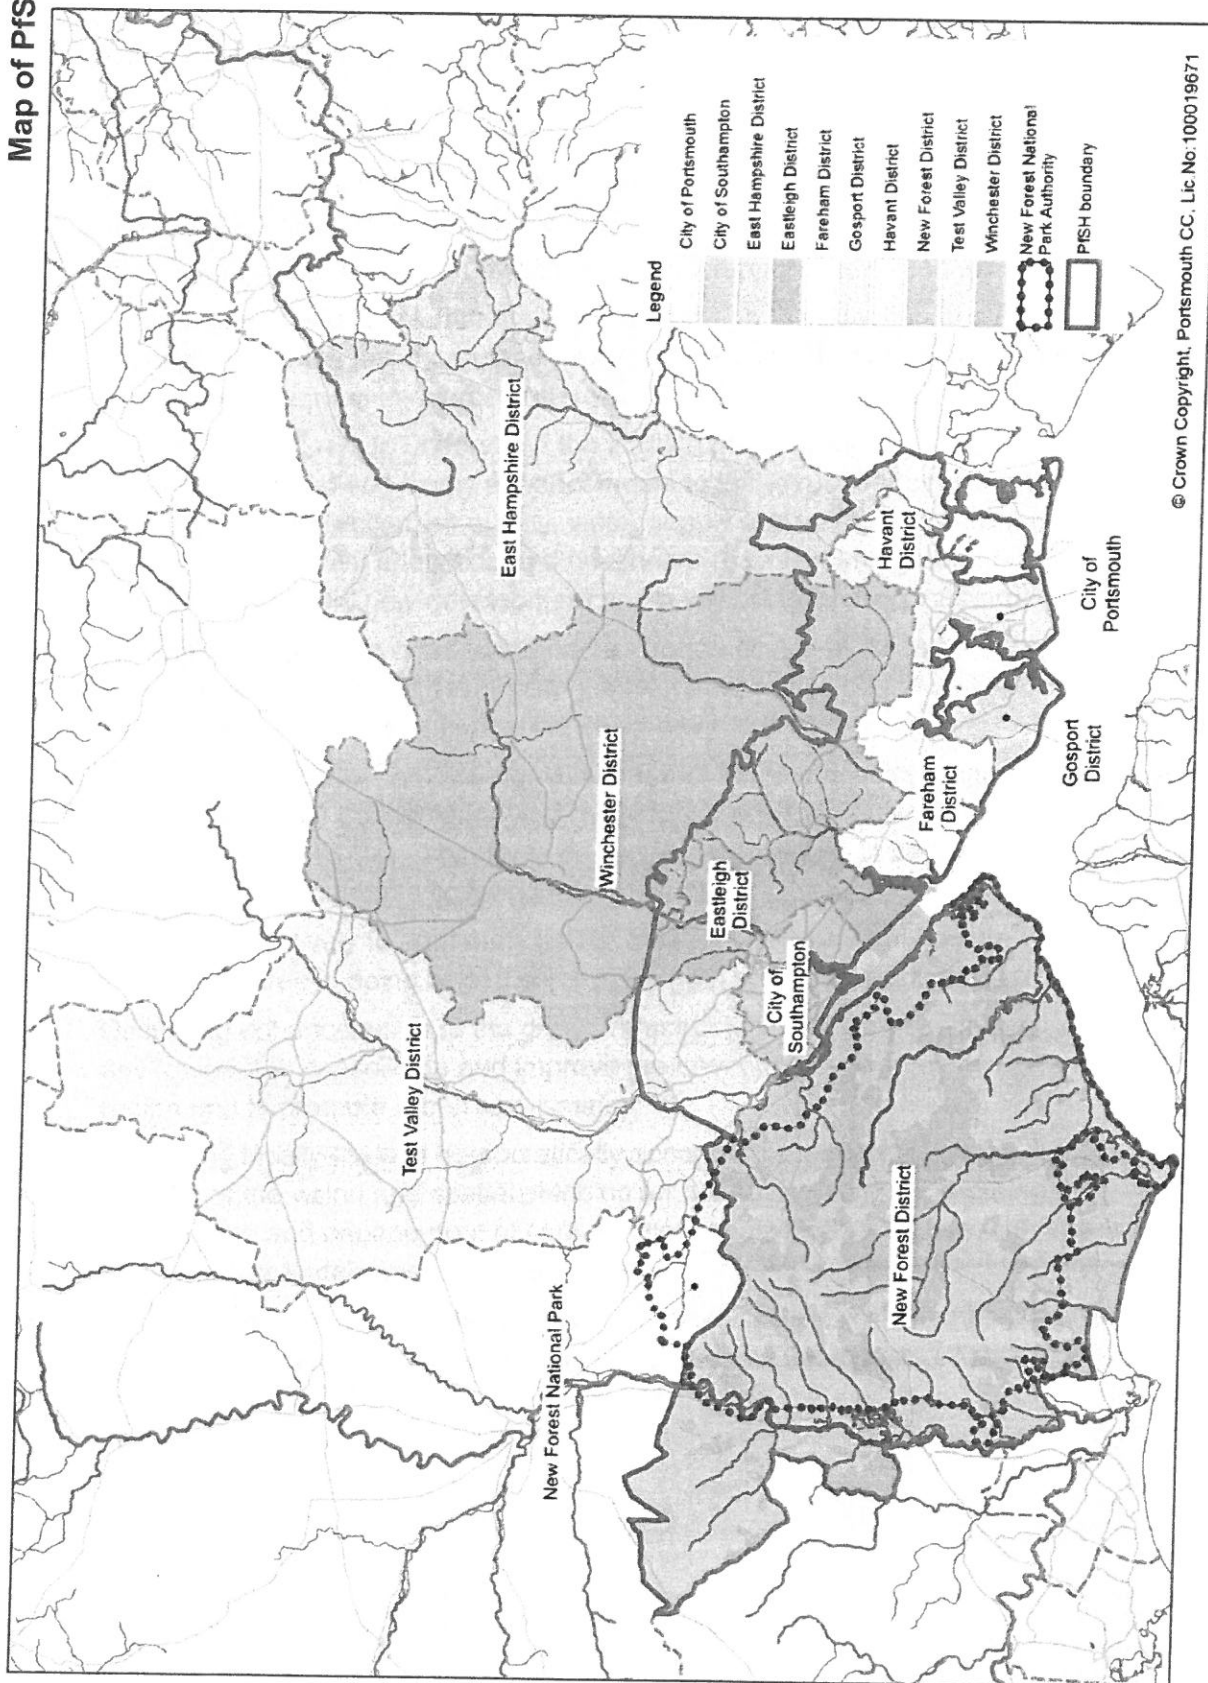 Map of PfS
East Hampshire District
Winchester District
Test Valley District
Havant
District
City of
Portsmouth
Fareham
District
Gosport
District
Eastleigh
District
City of
Southampton
New Forest District
New Forest National Park
Legend
City of Portsmouth
City of Southampton
East Hampshire District
Eastleigh District
Fareham District
Gosport District
Havant District
New Forest District
Test Valley District
Winchester District
New Forest National
Park Authority
PfSH boundary
© Crown Copyright, Portsmouth CC, Lic.No:100019671